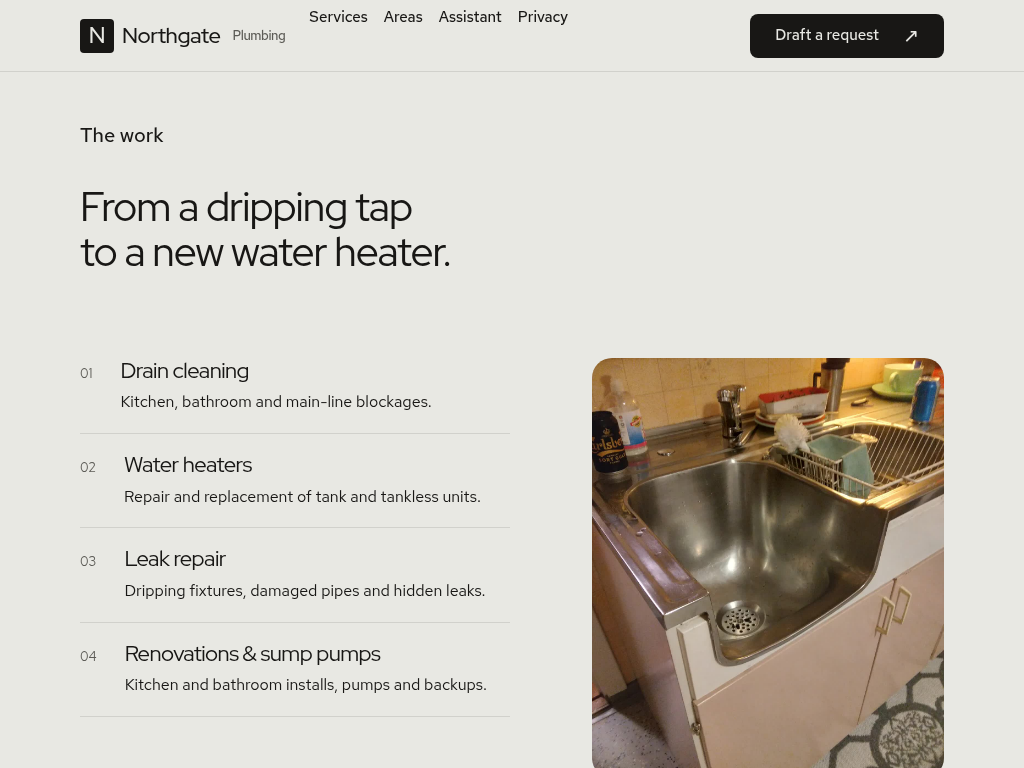 N Northgate Plumbing
Services Areas Assistant Privacy
Draft a request ↗
The work
From a dripping tap
to a new water heater.
01 Drain cleaning
Kitchen, bathroom and main-line blockages.
02 Water heaters
Repair and replacement of tank and tankless units.
03 Leak repair
Dripping fixtures, damaged pipes and hidden leaks.
04 Renovations & sump pumps
Kitchen and bathroom installs, pumps and backups.